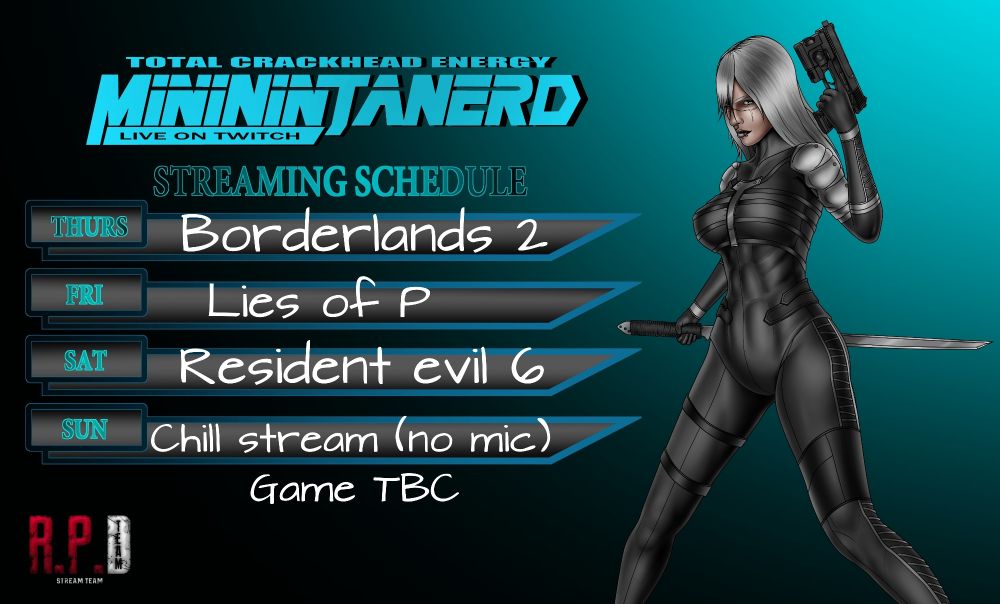 TOTAL CRACKHEAD ENERGY
MiNiNiNJANERD
LIVE ON TWITCH
STREAMING SCHEDULE
THURS Borderlands 2
FRI Lies of P
SAT Resident evil 6
SUN Chill stream (no mic)
Game TBC
R.P.D
TEAM
STREAM TEAM